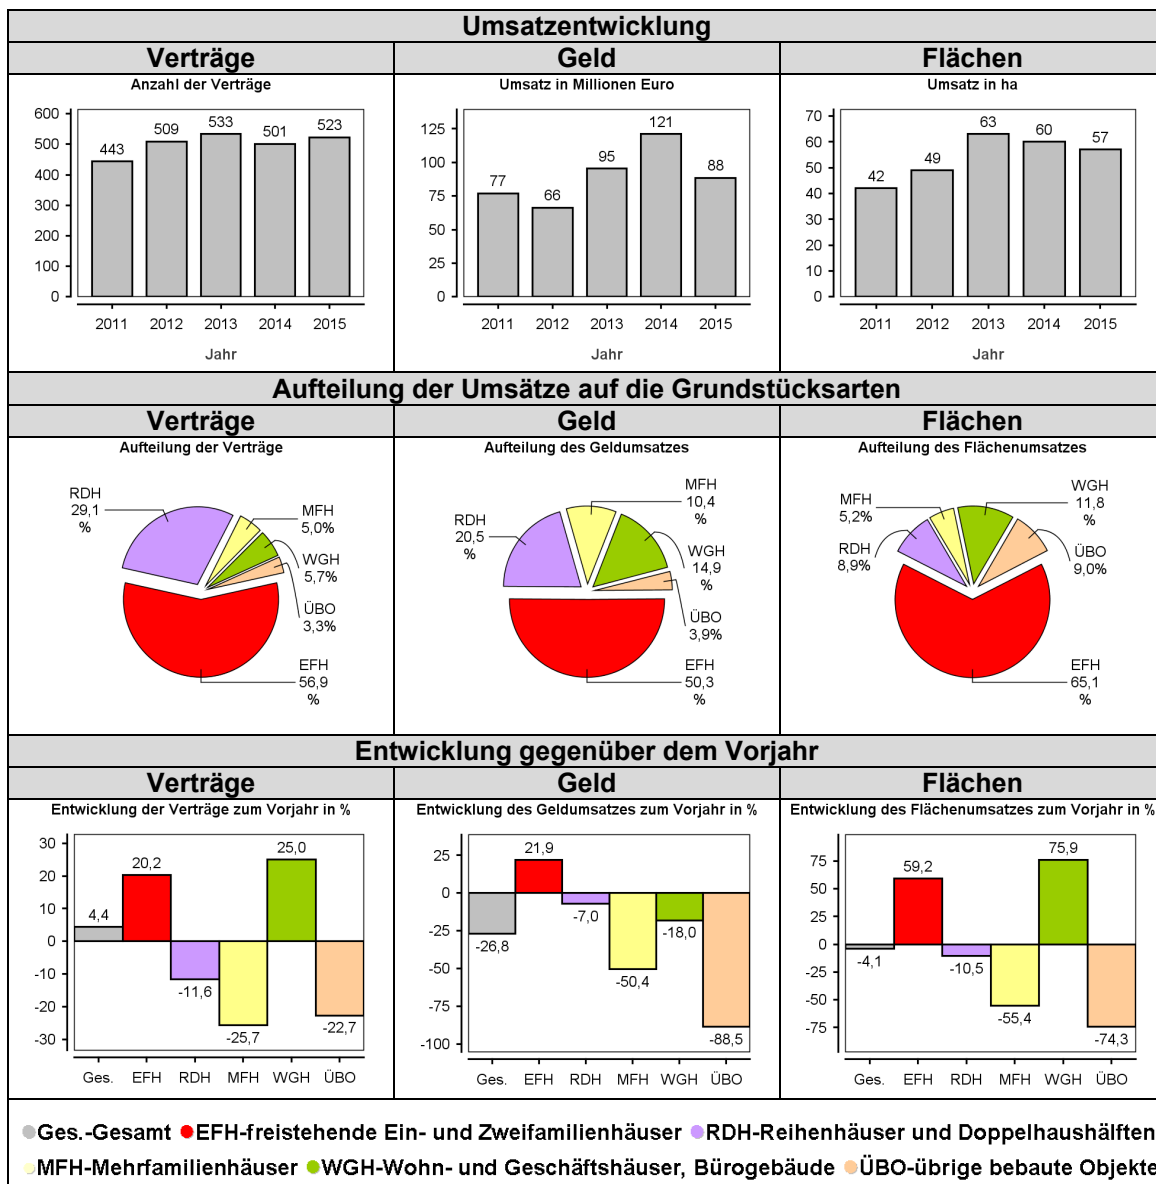 Umsatzentwicklung
Verträge
Geld
Flächen
Anzahl der Verträge
600
500
400
300
200
100
0
443
509
533
501
523
2011
2012
2013
2014
2015
Jahr
Umsatz in Millionen Euro
125
100
75
50
25
0
77
66
95
121
88
2011
2012
2013
2014
2015
Jahr
Umsatz in ha
70
60
50
40
30
20
10
0
42
49
63
60
57
2011
2012
2013
2014
2015
Jahr
Aufteilung der Umsätze auf die Grundstücksarten
Verträge
Geld
Flächen
Aufteilung der Verträge
RDH
29,1
%
MFH
5,0%
WGH
5,7%
ÜBO
3,3%
EFH
56,9
%
Aufteilung des Geldumsatzes
RDH
20,5
%
MFH
10,4
%
WGH
14,9
%
ÜBO
3,9%
EFH
50,3
%
Aufteilung des Flächenumsatzes
MFH
5,2%
RDH
8,9%
WGH
11,8
%
ÜBO
9,0%
EFH
65,1
%
Entwicklung gegenüber dem Vorjahr
Verträge
Geld
Flächen
Entwicklung der Verträge zum Vorjahr in %
30
20
10
0
-10
-20
-30
4,4
20,2
-11,6
-25,7
25,0
-22,7
Ges.
EFH
RDH
MFH
WGH
ÜBO
Entwicklung des Geldumsatzes zum Vorjahr in %
25
0
-25
-50
-75
-100
-26,8
21,9
-7,0
-50,4
-18,0
-88,5
Ges.
EFH
RDH
MFH
WGH
ÜBO
Entwicklung des Flächenumsatzes zum Vorjahr in %
75
50
25
0
-25
-50
-75
-4,1
59,2
-10,5
-55,4
75,9
-74,3
Ges.
EFH
RDH
MFH
WGH
ÜBO
Ges.-Gesamt EFH-freistehende Ein- und Zweifamilienhäuser RDH-Reihenhäuser und Doppelhaushälften
MFH-Mehrfamilienhäuser WGH-Wohn- und Geschäftshäuser, Bürogebäude ÜBO-übrige bebaute Objekte